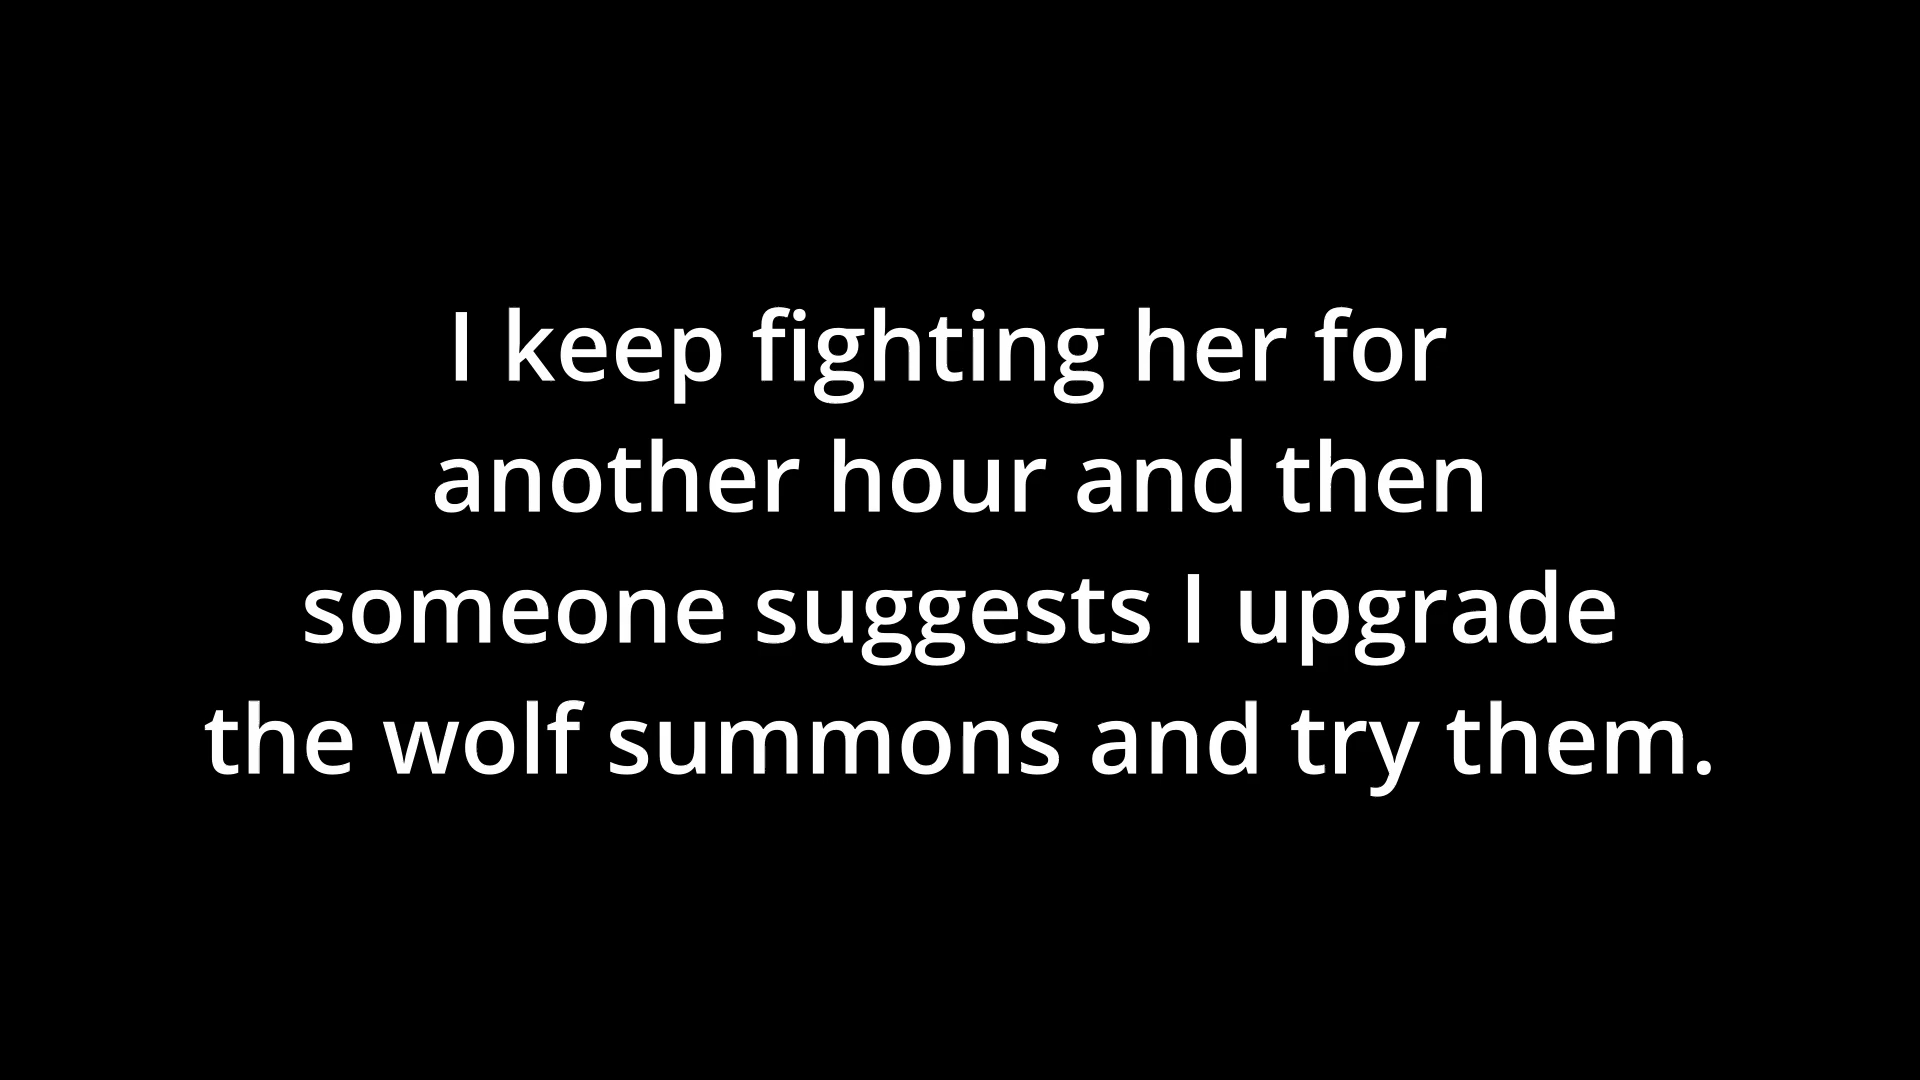 I keep fighting her for
another hour and then
someone suggests I upgrade
the wolf summons and try them.